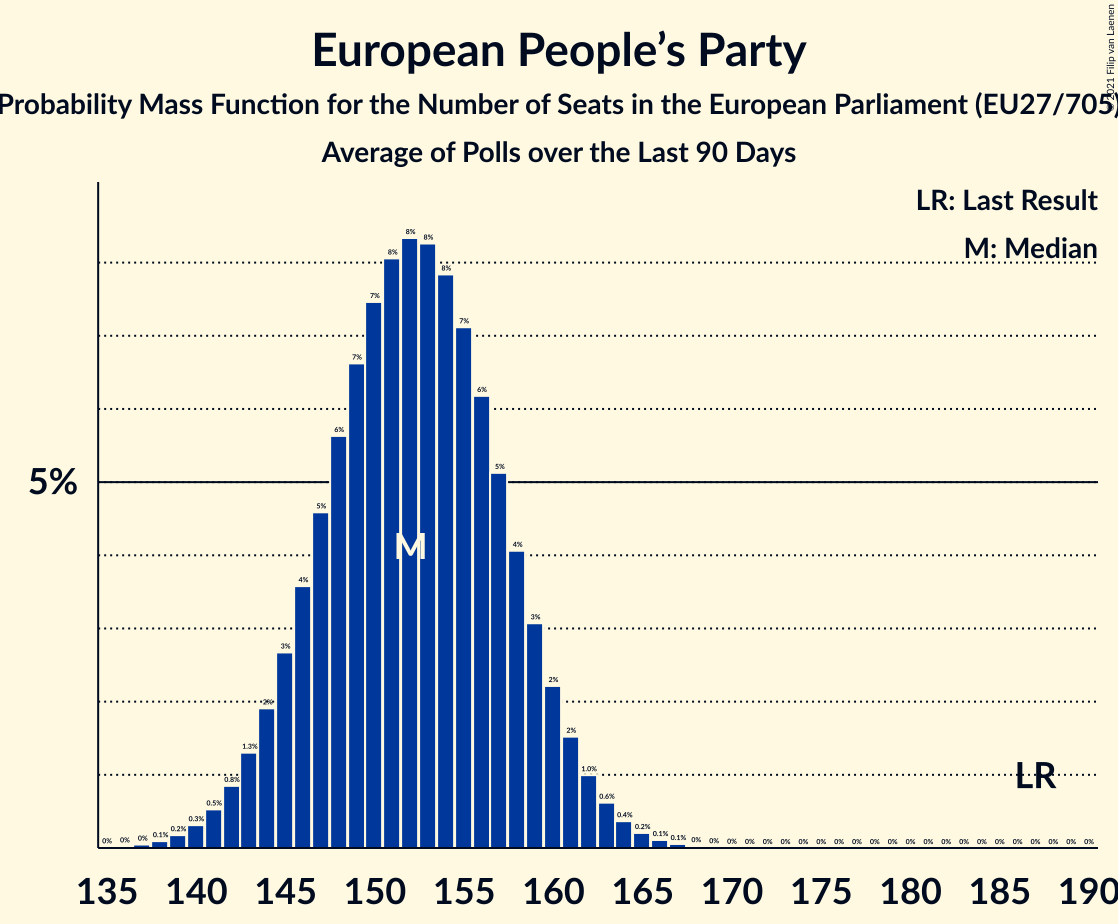 European People’s Party
Probability Mass Function for the Number of Seats in the European Parliament (EU27/705)
Average of Polls over the Last 90 Days
© 2021 Filip van Laenen
LR: Last Result
M: Median
5%
0% 0% 0% 0.1% 0.2% 0.3% 0.5% 0.8% 1.3% 2% 3% 4% 5% 6% 7% 7% 8% 8% 8% 8% 7% 6% 5% 4% 3% 2% 2% 1.0% 0.6% 0.4% 0.2% 0.1% 0.1% 0% 0% 0% 0% 0% 0% 0% 0% 0% 0% 0% 0% 0% 0% 0% 0% 0% 0% 0% 0% 0% 0% 0%
M
LR
135 140 145 150 155 160 165 170 175 180 185 190